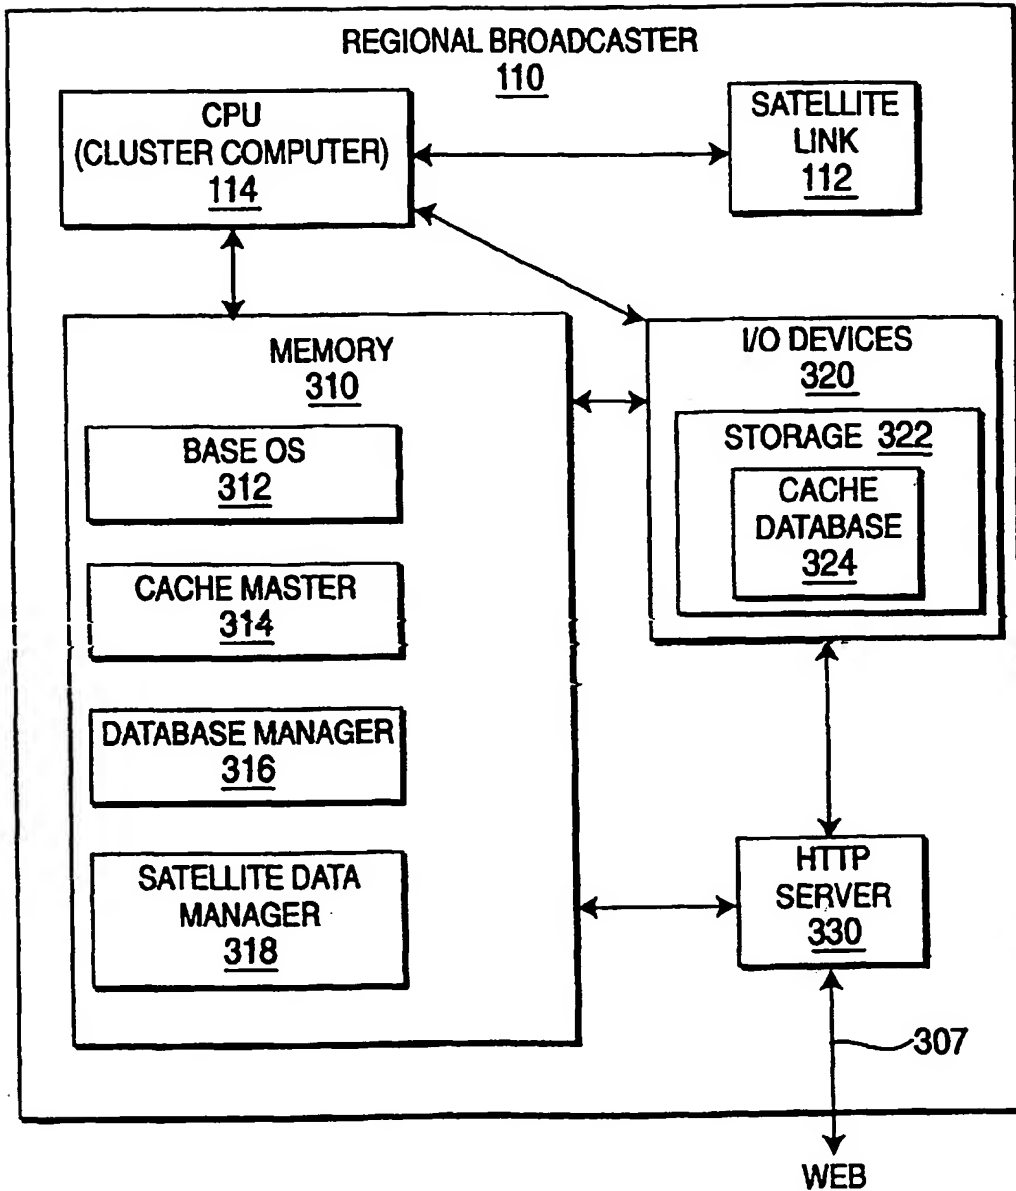 REGIONAL BROADCASTER
110
CPU
(CLUSTER COMPUTER)
114
SATELLITE
LINK
112
MEMORY
310
BASE OS
312
CACHE MASTER
314
DATABASE MANAGER
316
SATELLITE DATA
MANAGER
318
I/O DEVICES
320
STORAGE 322
CACHE
DATABASE
324
HTTP
SERVER
330
307
WEB